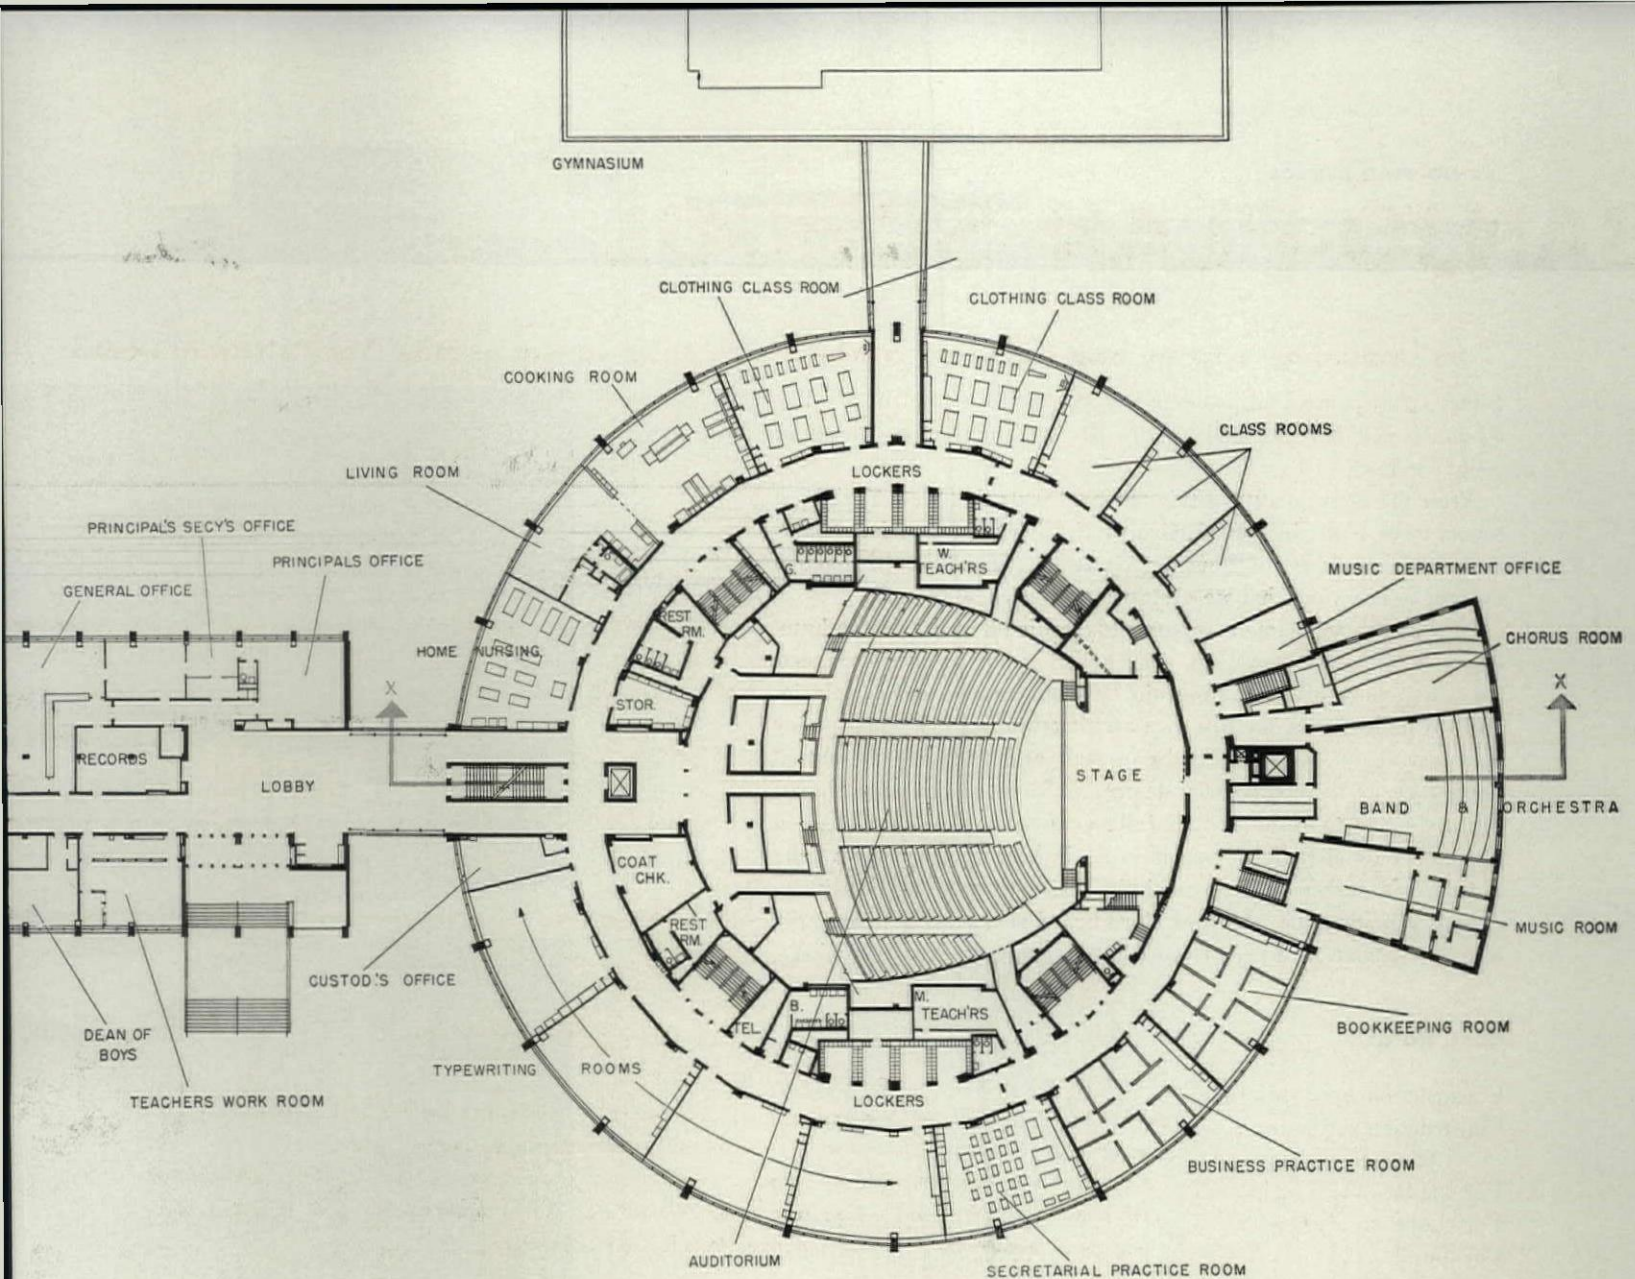 GYMNASIUM
CLOTHING CLASS ROOM
CLOTHING CLASS ROOM
COOKING ROOM
CLASS ROOMS
LIVING ROOM
LOCKERS
PRINCIPAL'S SECY'S OFFICE
PRINCIPALS OFFICE
GENERAL OFFICE
W.
TEACH'RS
G.
MUSIC DEPARTMENT OFFICE
REST
RM.
CHORUS ROOM
HOME NURSING
X
X
STOR.
RECORDS
LOBBY
STAGE
BAND & ORCHESTRA
COAT
CHK.
REST
RM.
MUSIC ROOM
CUSTOD.'S OFFICE
B.
M.
TEACH'RS
TEL.
DEAN OF
BOYS
BOOKKEEPING ROOM
TYPEWRITING ROOMS
TEACHERS WORK ROOM
LOCKERS
BUSINESS PRACTICE ROOM
AUDITORIUM
SECRETARIAL PRACTICE ROOM